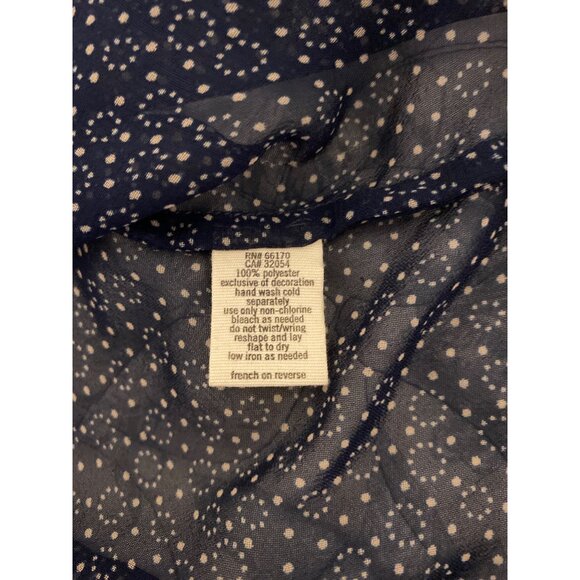 RN# 66170
CA# 32054
100% polyester
exclusive of decoration
hand wash cold
separately
use only non-chlorine
bleach as needed
do not twist/wring
reshape and lay
flat to dry
low iron as needed
french on reverse